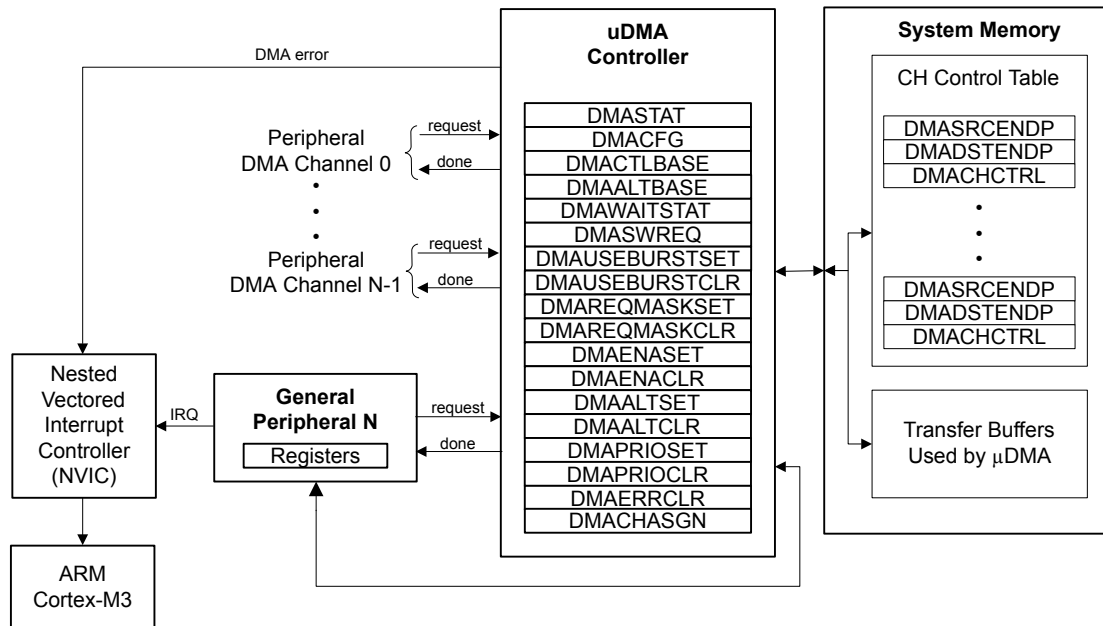 uDMA
Controller
System Memory
DMA error
CH Control Table
Peripheral
DMA Channel 0
request
done
•
•
•
Peripheral
DMA Channel N-1
request
done
DMASTAT
DMACFG
DMACTLBASE
DMAALTBASE
DMAWAITSTAT
DMASWREQ
DMAUSEBURSTSET
DMAUSEBURSTCLR
DMAREQMASKSET
DMAREQMASKCLR
DMAENASET
DMAENACLR
DMAALTSET
DMAALTCLR
DMAPRIOSET
DMAPRIOCLR
DMAERRCLR
DMACHASGN
DMASRCENDP
DMADSTENDP
DMACHCTRL
•
•
•
DMASRCENDP
DMADSTENDP
DMACHCTRL
Transfer Buffers
Used by μDMA
Nested
Vectored
Interrupt
Controller
(NVIC)
IRQ
General
Peripheral N
Registers
request
done
ARM
Cortex-M3